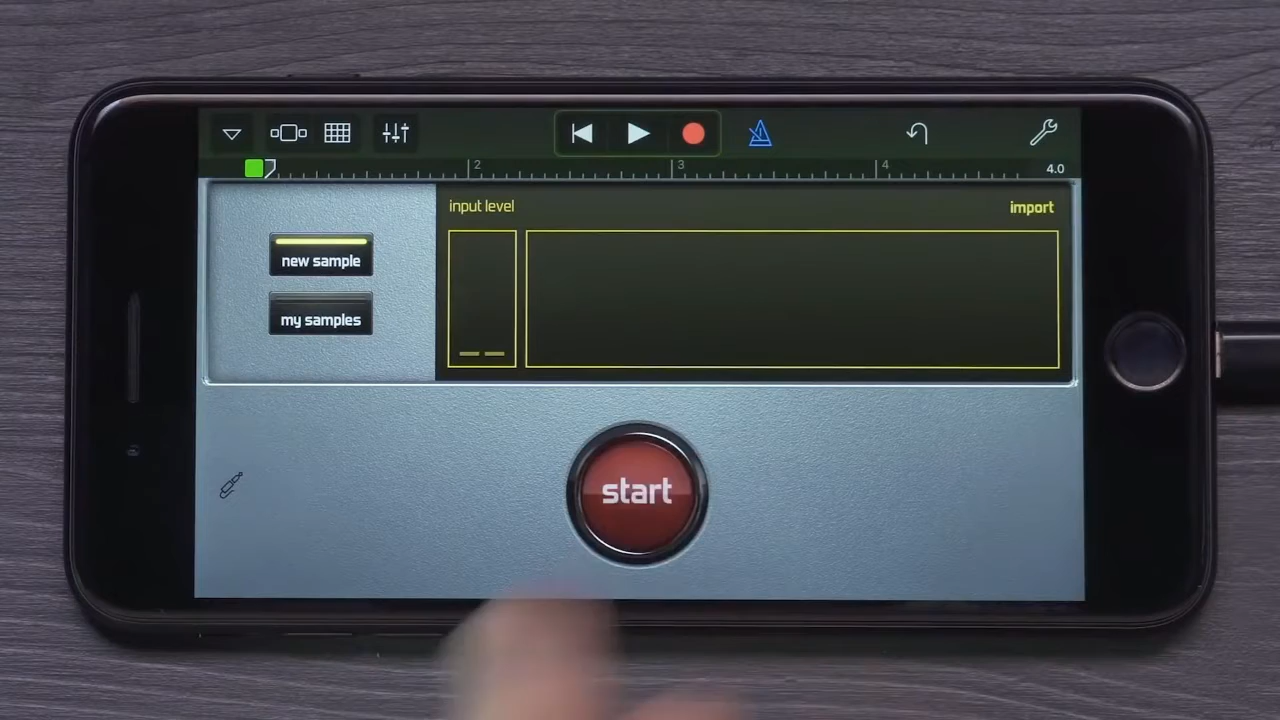 2
3
4
4.0
input level
import
new sample
my samples
start